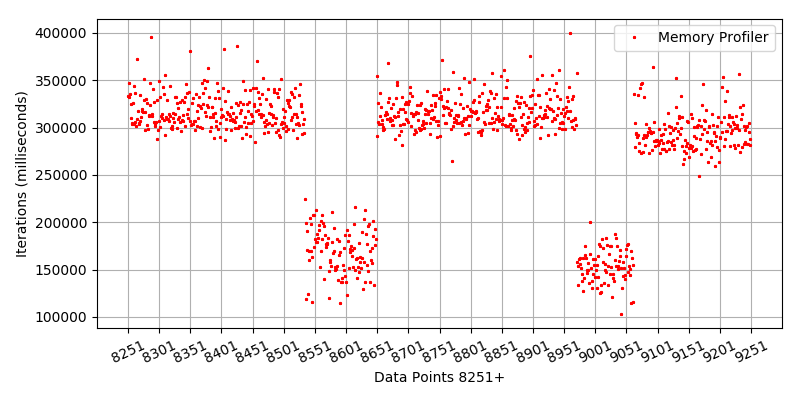 Memory Profiler
400000
350000
300000
250000
200000
150000
100000
Iterations (milliseconds)
8251 8301 8351 8401 8451 8501 8551 8601 8651 8701 8751 8801 8851 8901 8951 9001 9051 9101 9151 9201 9251
Data Points 8251+